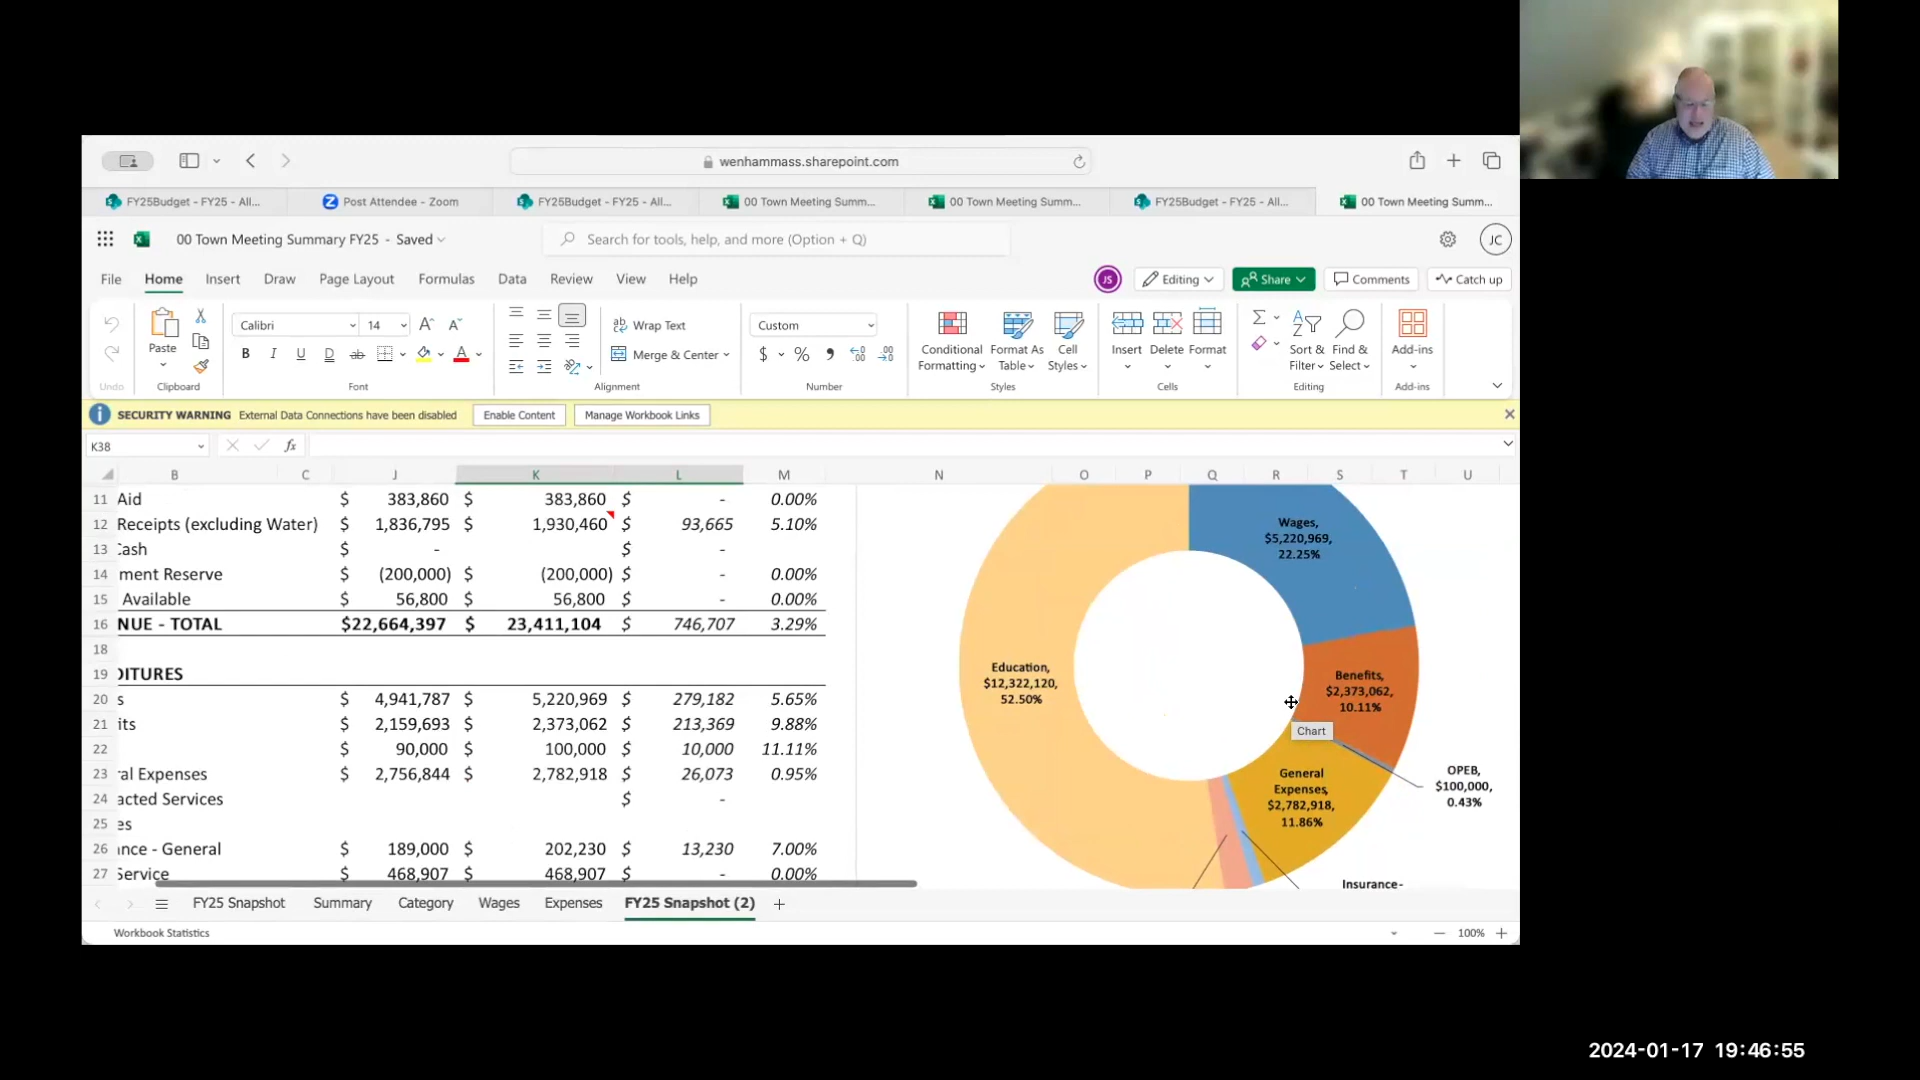 wenhammass.sharepoint.com
FY25Budget - FY25 - All...
Post Attendee - Zoom
FY25Budget - FY25 - All...
00 Town Meeting Summ...
00 Town Meeting Summ...
FY25Budget - FY25 - All...
00 Town Meeting Summ...
00 Town Meeting Summary FY25 - Saved
Search for tools, help, and more (Option + Q)
JC
File Home Insert Draw Page Layout Formulas Data Review View Help
JS
Editing
Share
Comments
Catch up
Paste
Calibri 14
B I U D ab A
Wrap Text
Merge & Center
Custom
$ % 
Conditional Formatting
Format As Table
Cell Styles
Insert Delete Format
Sort & Filter
Find & Select
Add-ins
Undo Clipboard Font Alignment Number Styles Cells Editing Add-ins
SECURITY WARNING External Data Connections have been disabled Enable Content Manage Workbook Links
K38 fx
B C J K L M N O P Q R S T U
11 Aid $ 383,860 $ 383,860 $ - 0.00%
12 Receipts (excluding Water) $ 1,836,795 $ 1,930,460 $ 93,665 5.10%
13 Cash $ - $ -
14 ment Reserve $ (200,000) $ (200,000) $ - 0.00%
15 Available $ 56,800 $ 56,800 $ - 0.00%
16 NUE - TOTAL $22,664,397 $ 23,411,104 $ 746,707 3.29%
18
19 DITURES
20 s $ 4,941,787 $ 5,220,969 $ 279,182 5.65%
21 its $ 2,159,693 $ 2,373,062 $ 213,369 9.88%
22 $ 90,000 $ 100,000 $ 10,000 11.11%
23 ral Expenses $ 2,756,844 $ 2,782,918 $ 26,073 0.95%
24 acted Services $ -
25 es
26 nce - General $ 189,000 $ 202,230 $ 13,230 7.00%
27 Service $ 468,907 $ 468,907 $ - 0.00%
Wages,
$5,220,969,
22.25%
Education,
$12,322,120,
52.50%
Benefits,
$2,373,062,
10.11%
Chart
General
Expenses,
$2,782,918,
11.86%
OPEB,
$100,000,
0.43%
Insurance-
FY25 Snapshot Summary Category Wages Expenses FY25 Snapshot (2)
Workbook Statistics
100%
2024-01-17 19:46:55